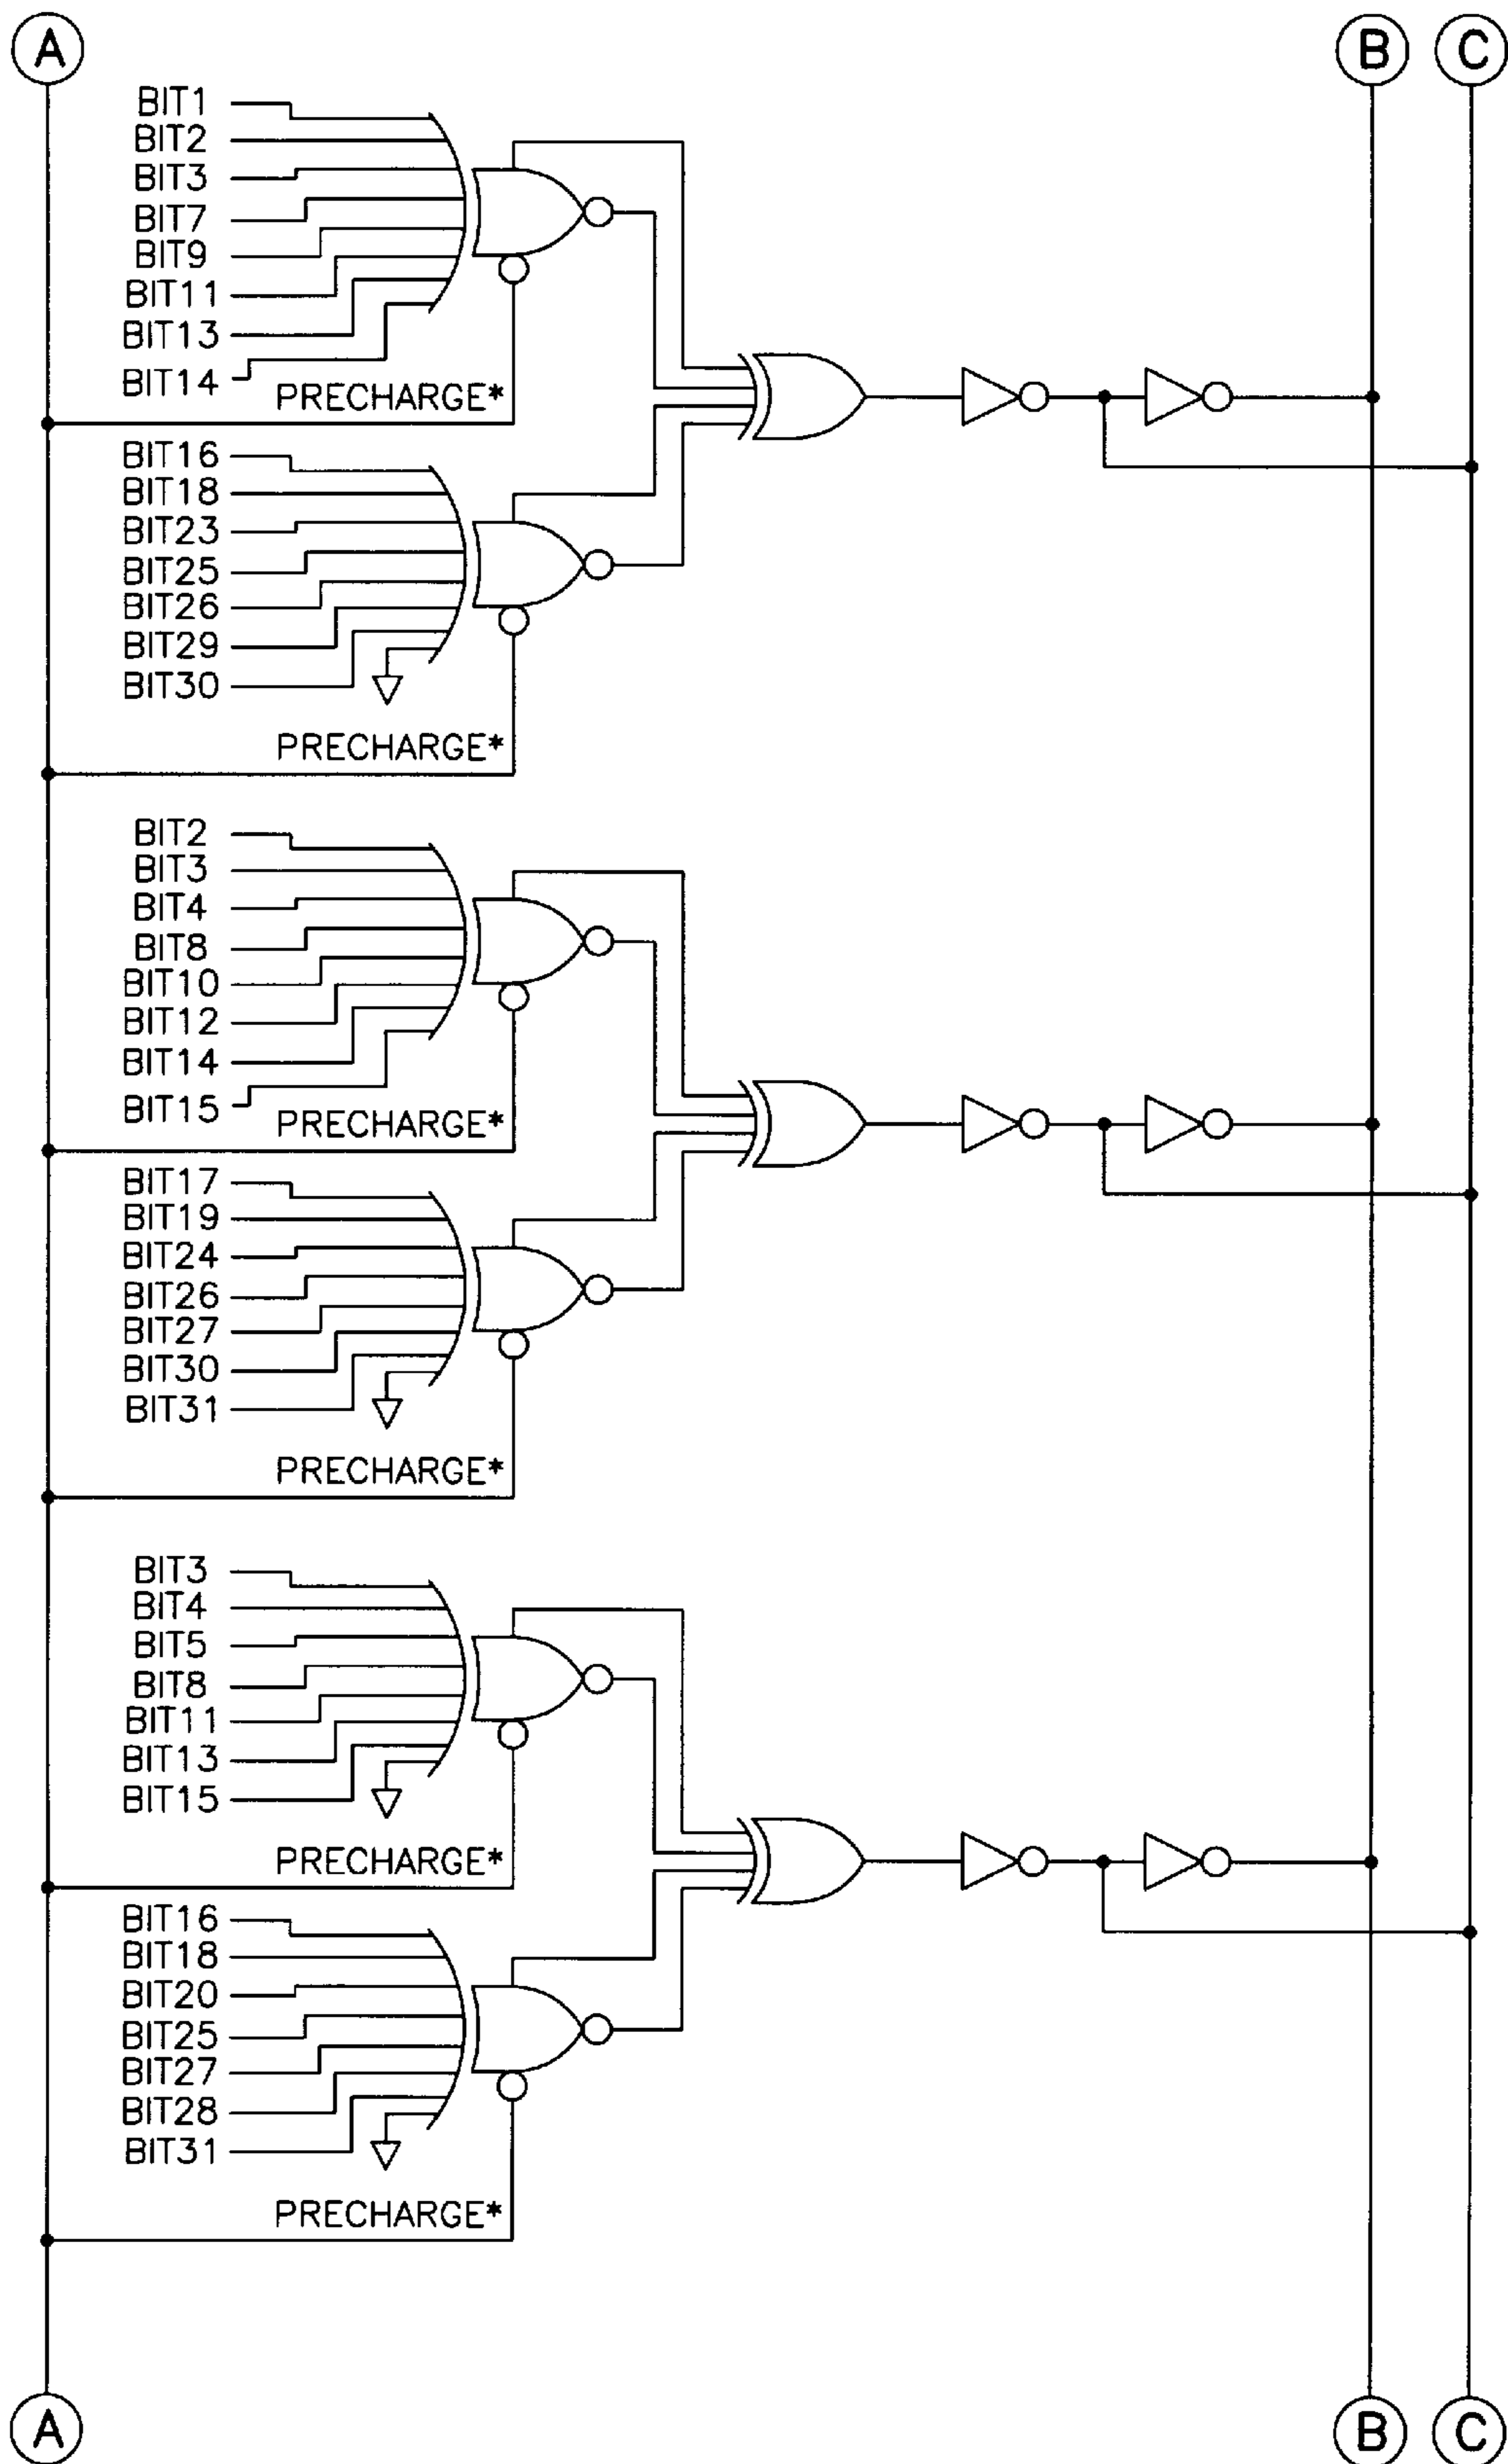 A
B
C
BIT1
BIT2
BIT3
BIT7
BIT9
BIT11
BIT13
BIT14
PRECHARGE*
BIT16
BIT18
BIT23
BIT25
BIT26
BIT29
BIT30
PRECHARGE*
BIT2
BIT3
BIT4
BIT8
BIT10
BIT12
BIT14
BIT15
PRECHARGE*
BIT17
BIT19
BIT24
BIT26
BIT27
BIT30
BIT31
PRECHARGE*
BIT3
BIT4
BIT5
BIT8
BIT11
BIT13
BIT15
PRECHARGE*
BIT16
BIT18
BIT20
BIT25
BIT27
BIT28
BIT31
PRECHARGE*
A
B
C